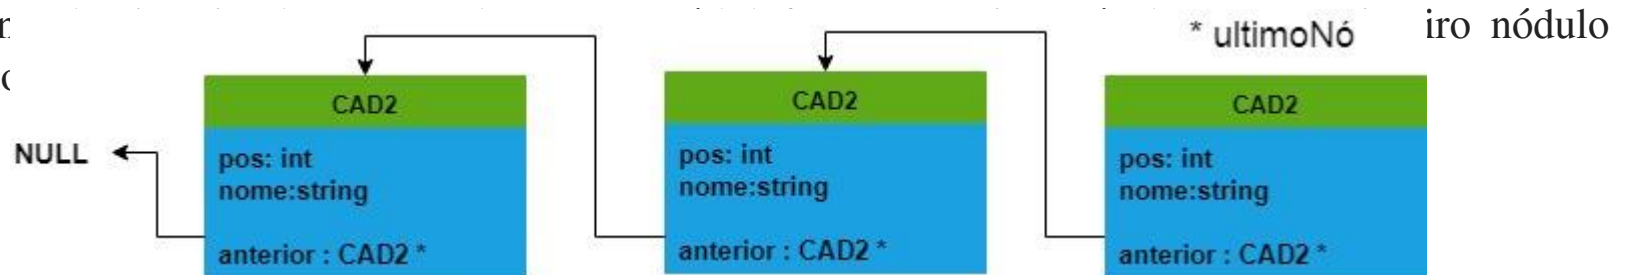 * ultimoNó
iro nódulo
CAD2
CAD2
CAD2
NULL
pos: int
nome:string
anterior : CAD2 *
pos: int
nome:string
anterior : CAD2 *
pos: int
nome:string
anterior : CAD2 *